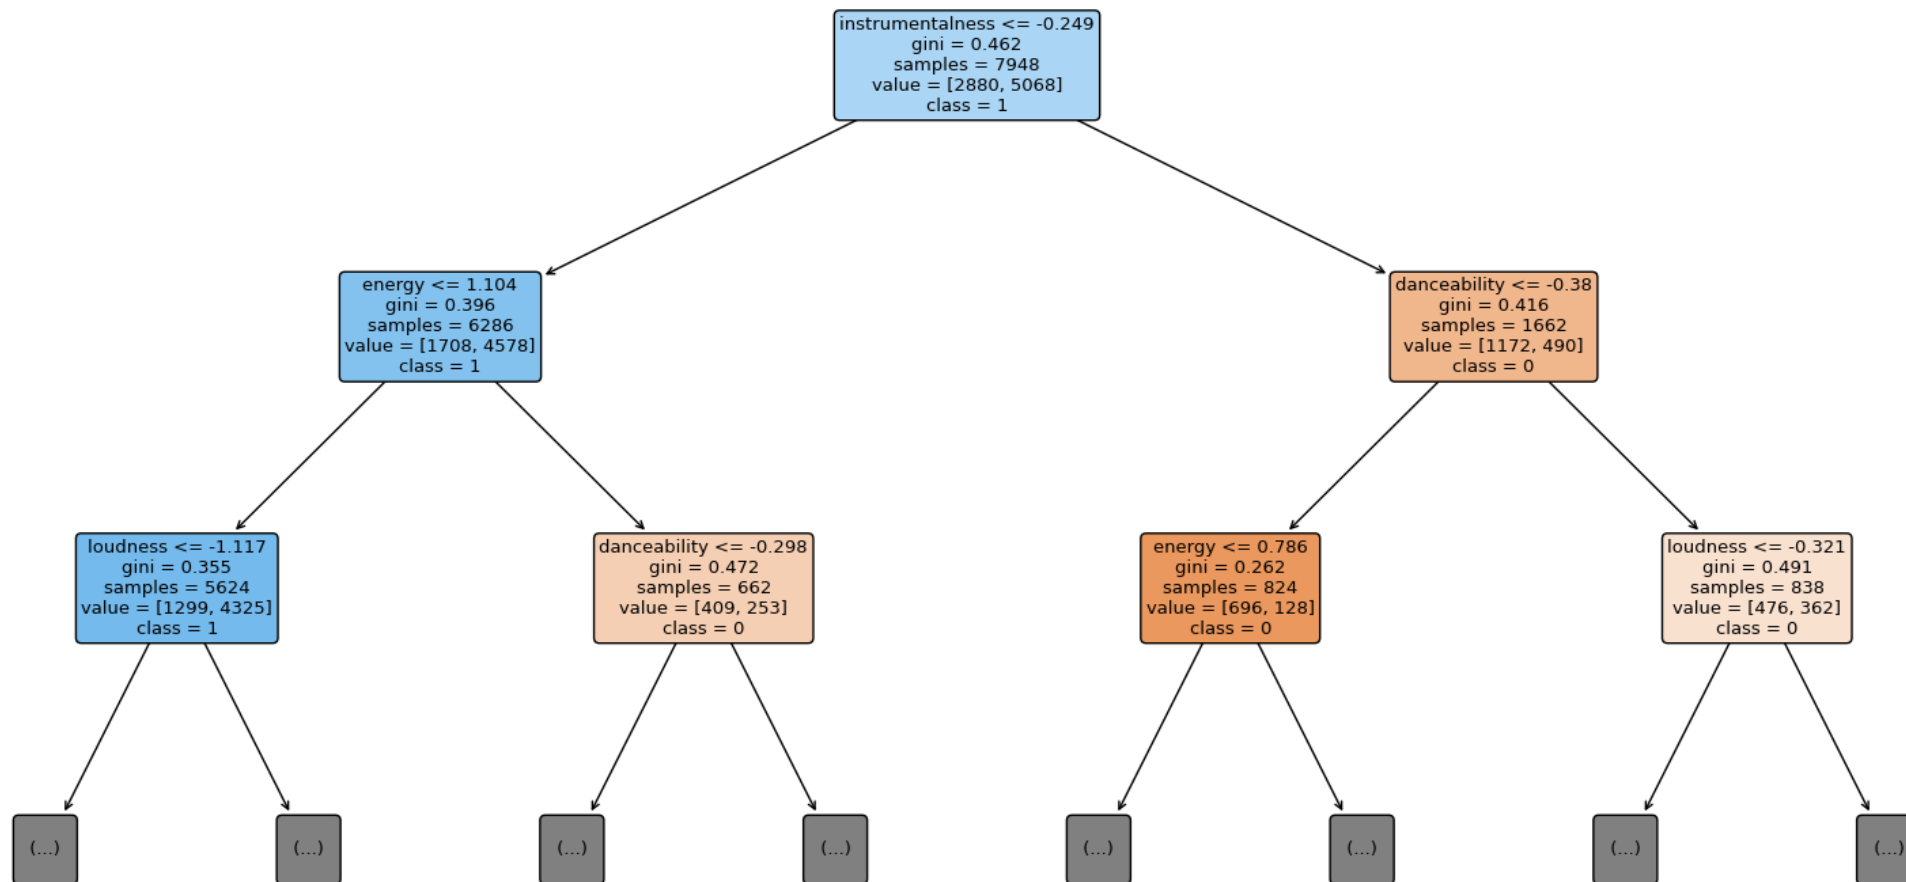 instrumentalness <= -0.249
gini = 0.462
samples = 7948
value = [2880, 5068]
class = 1
energy <= 1.104
gini = 0.396
samples = 6286
value = [1708, 4578]
class = 1
danceability <= -0.38
gini = 0.416
samples = 1662
value = [1172, 490]
class = 0
loudness <= -1.117
gini = 0.355
samples = 5624
value = [1299, 4325]
class = 1
danceability <= -0.298
gini = 0.472
samples = 662
value = [409, 253]
class = 0
energy <= 0.786
gini = 0.262
samples = 824
value = [696, 128]
class = 0
loudness <= -0.321
gini = 0.491
samples = 838
value = [476, 362]
class = 0
(...)
(...)
(...)
(...)
(...)
(...)
(...)
(...)